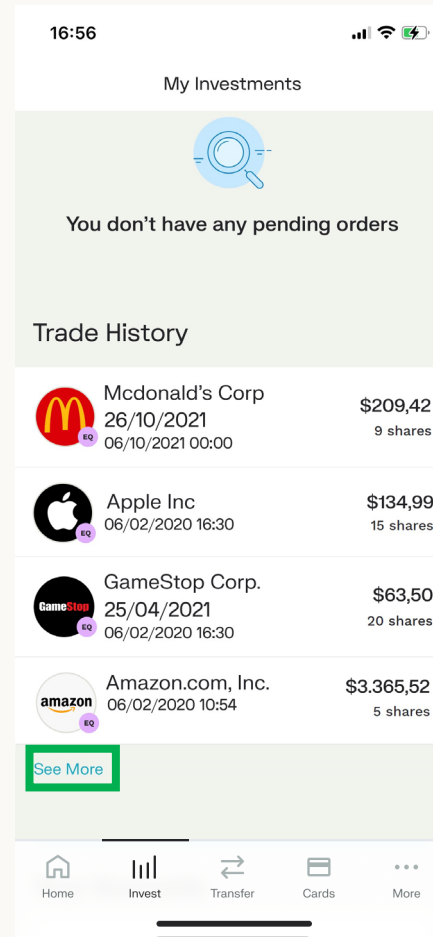 16:56
My Investments
You don't have any pending orders
Trade History
Mcdonald's Corp
$209,42
26/10/2021
9 shares
EQ
06/10/2021 00:00
Apple Inc
$134,99
06/02/2020 16:30
15 shares
EQ
GameStop Corp.
$63,50
GameStop
25/04/2021
20 shares
EQ
06/02/2020 16:30
Amazon.com, Inc.
$3.365,52
amazon
06/02/2020 10:54
5 shares
EQ
See More
Home
Invest
Transfer
Cards
More